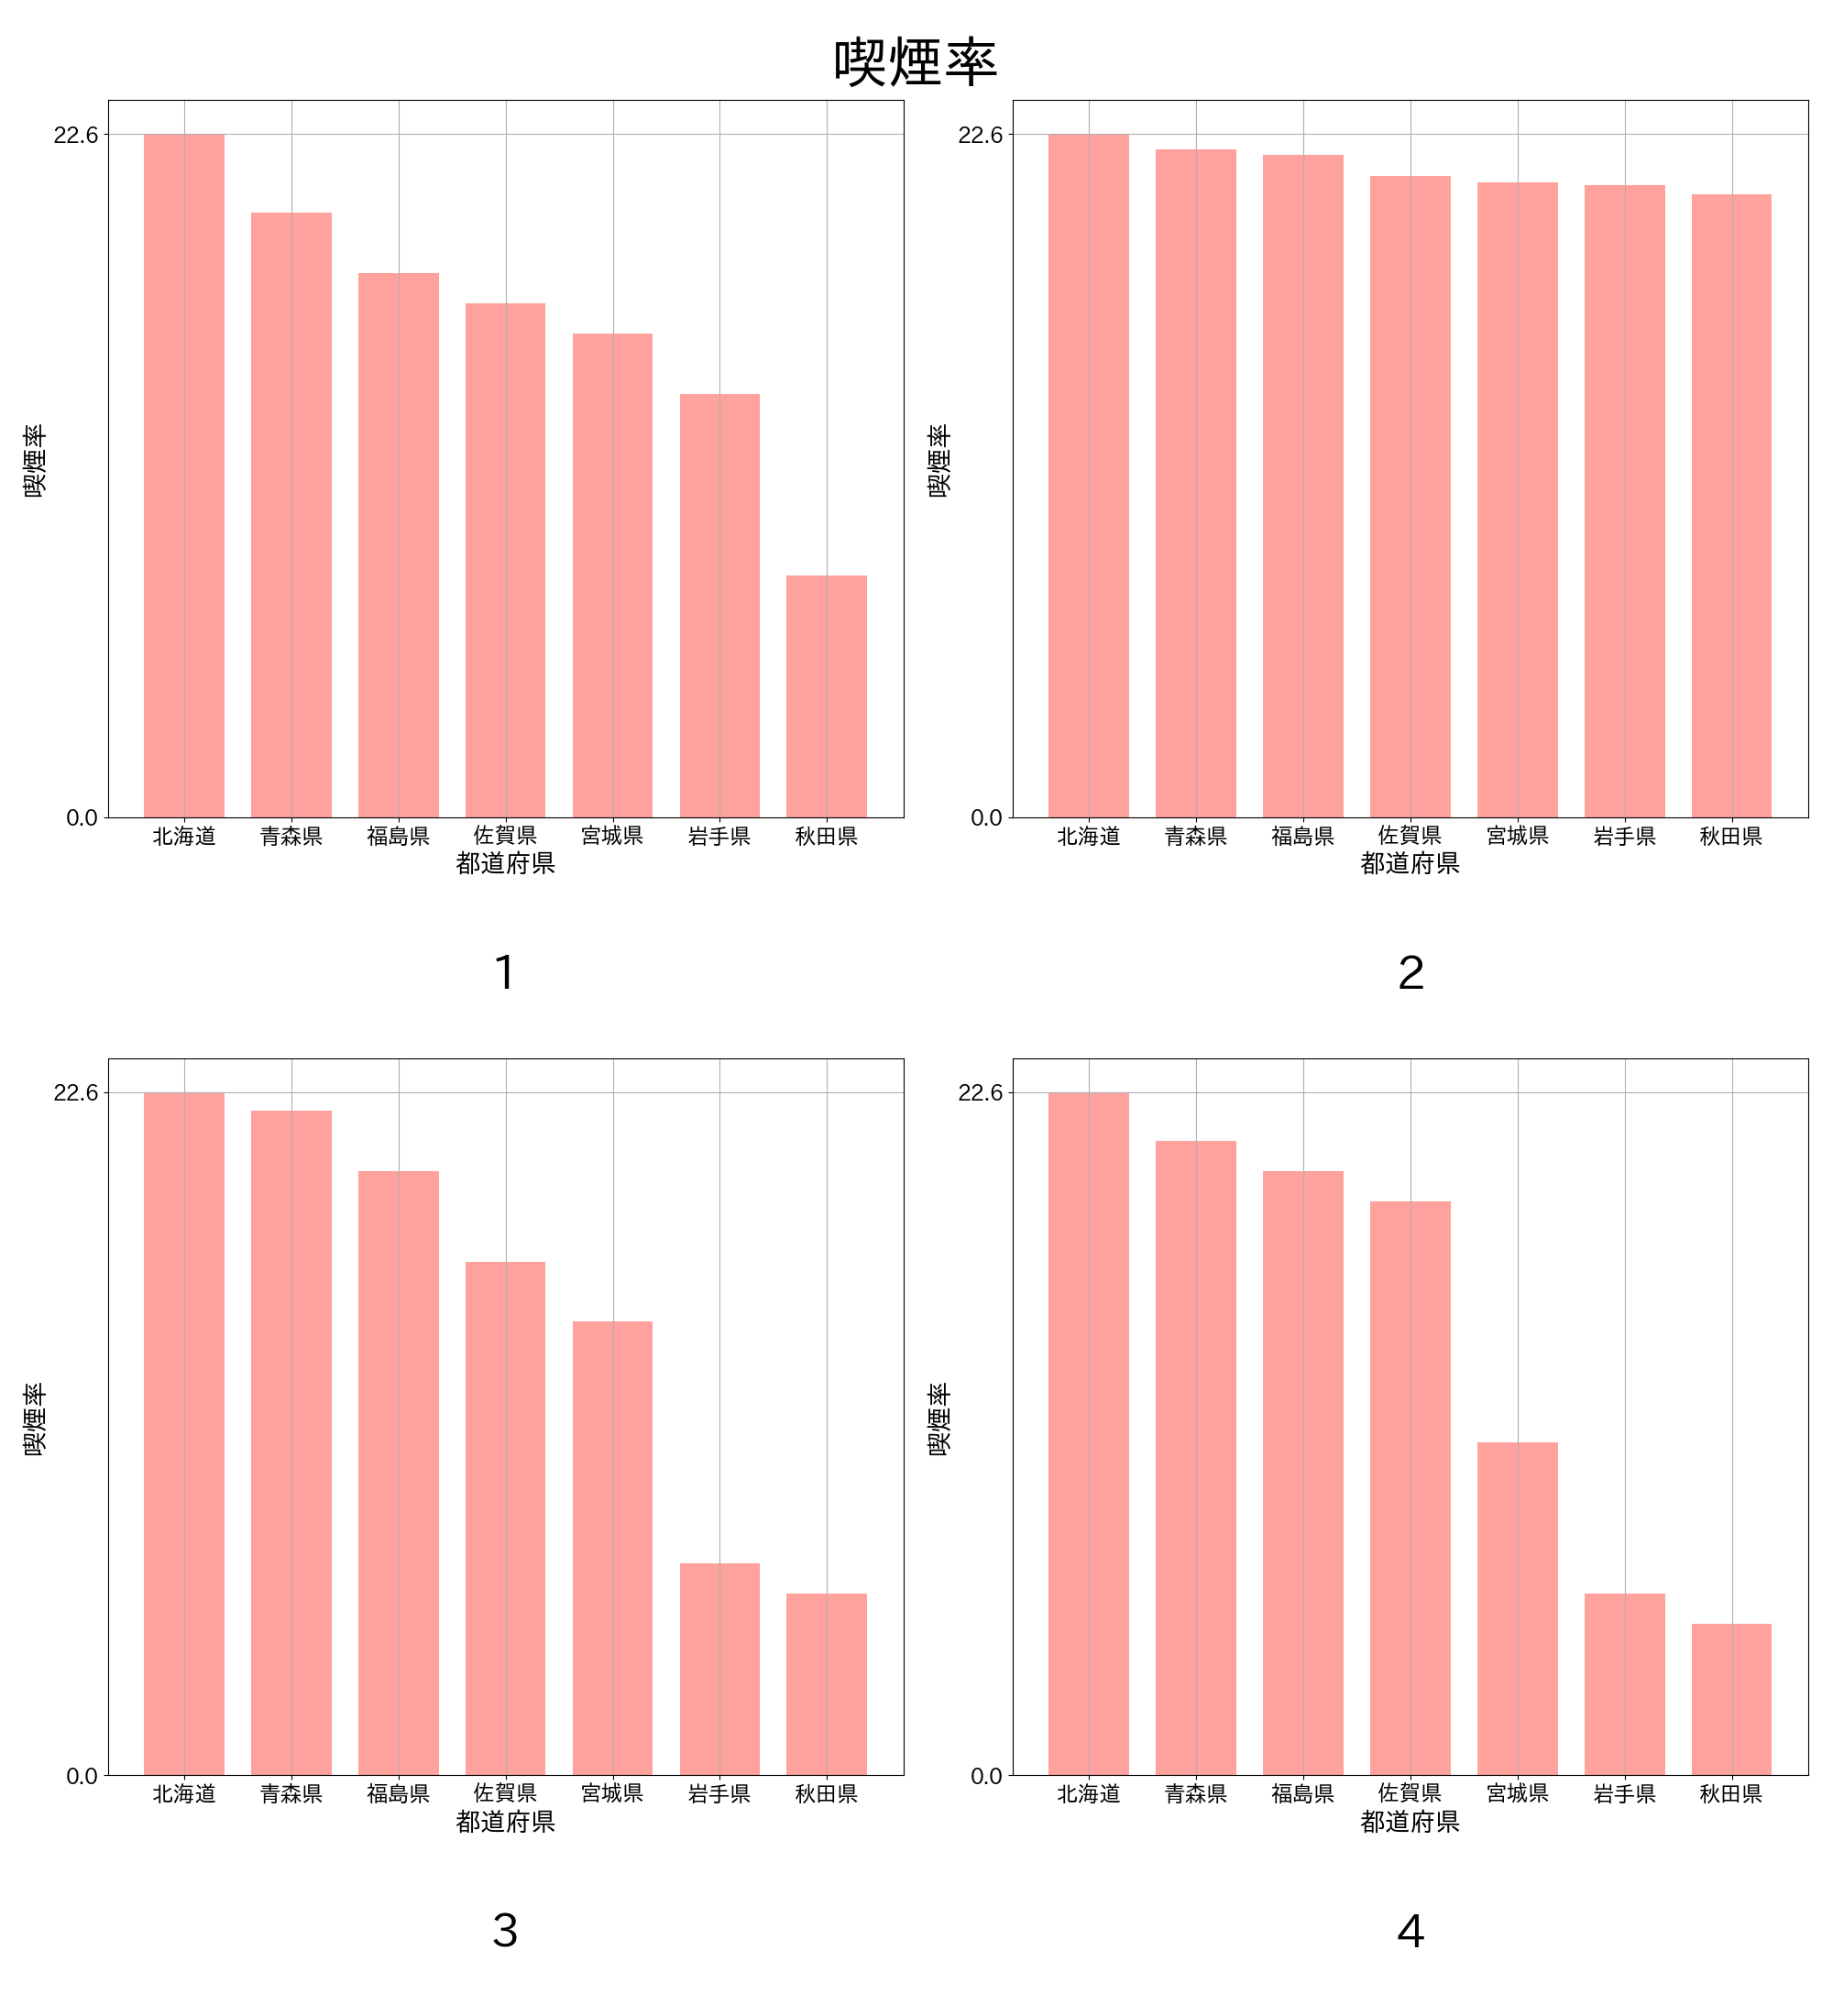 喫煙率
22.6
喫煙率
0.0
北海道 青森県 福島県 佐賀県 宮城県 岩手県 秋田県
都道府県
1
22.6
喫煙率
0.0
北海道 青森県 福島県 佐賀県 宮城県 岩手県 秋田県
都道府県
2
22.6
喫煙率
0.0
北海道 青森県 福島県 佐賀県 宮城県 岩手県 秋田県
都道府県
3
22.6
喫煙率
0.0
北海道 青森県 福島県 佐賀県 宮城県 岩手県 秋田県
都道府県
4